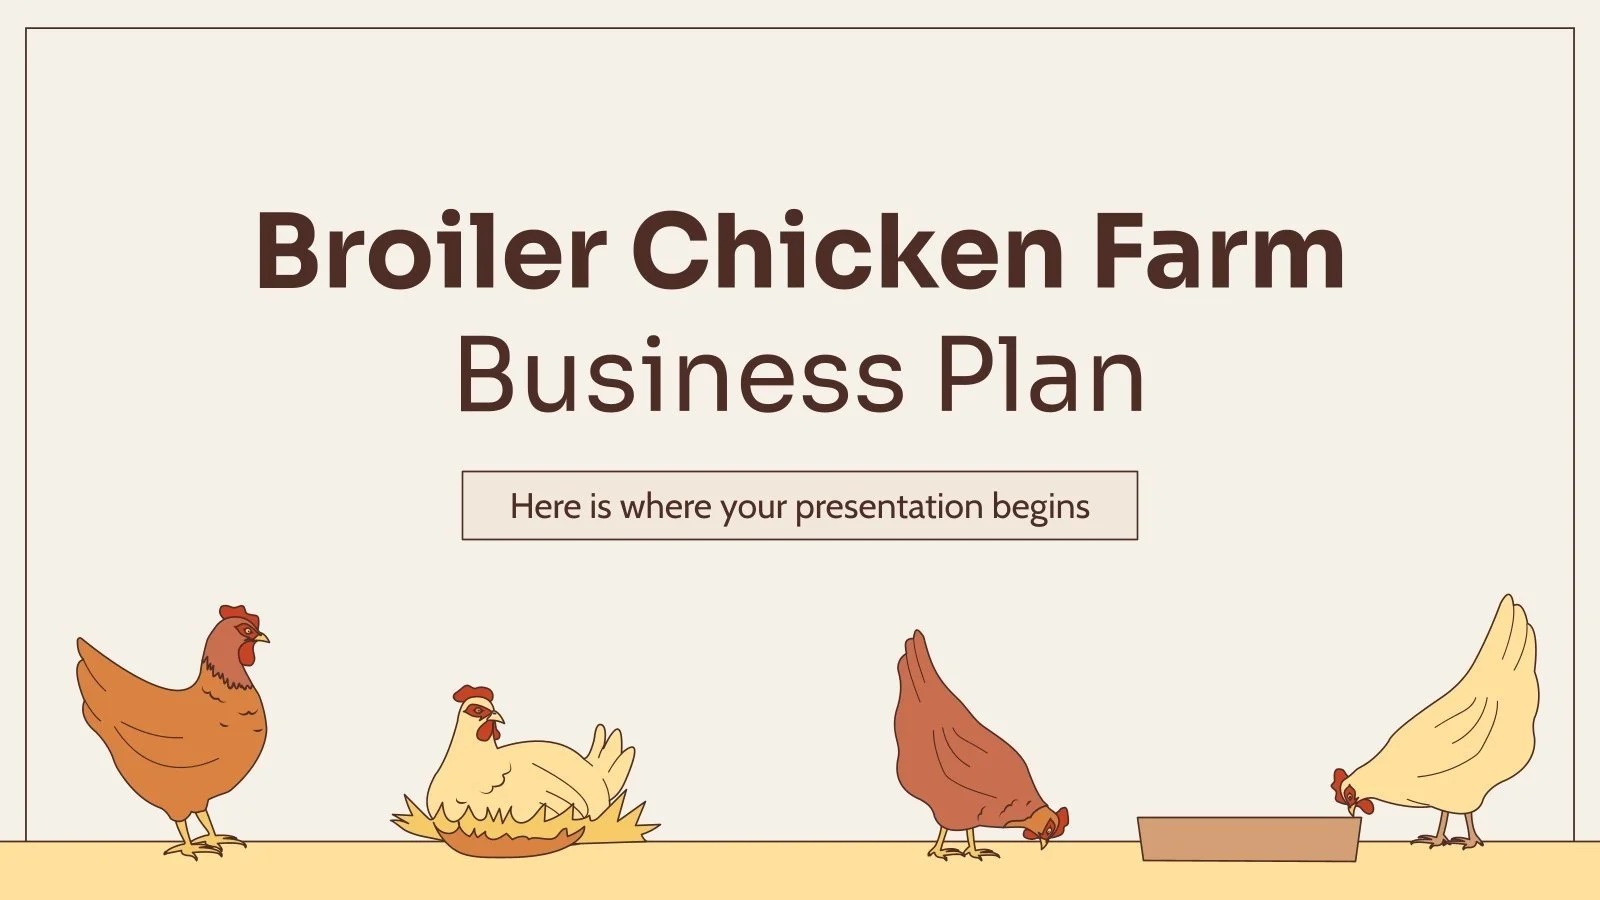 Broiler Chicken Farm
Business Plan
Here is where your presentation begins